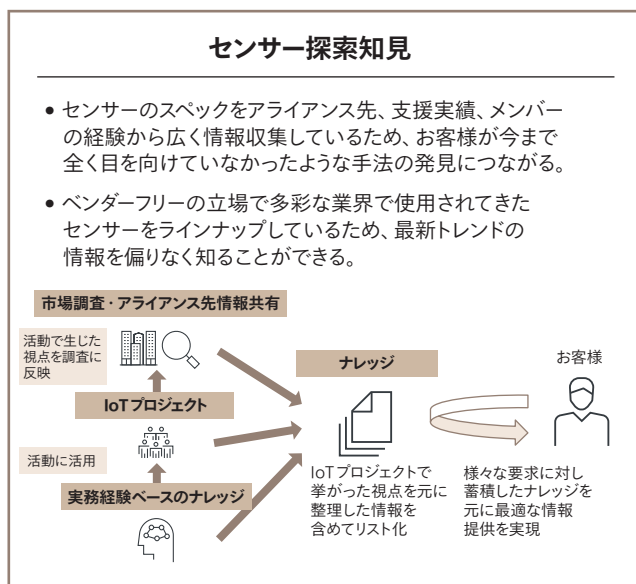 センサー探索知見
• センサーのスペックをアライアンス先、支援実績、メンバー
の経験から広く情報収集しているため、お客様が今まで
全く目を向けていなかったような手法の発見につながる。
• ベンダーフリーの立場で多彩な業界で使用されてきた
センサーをラインナップしているため、最新トレンドの
情報を偏りなく知ることができる。
市場調査・アライアンス先情報共有
活動で生じた
視点を調査に
反映
IoTプロジェクト
活動に活用
実務経験ベースのナレッジ
ナレッジ
IoTプロジェクトで
挙がった視点を元に
整理した情報を
含めてリスト化
お客様
様々な要求に対し
蓄積したナレッジを
元に最適な情報
提供を実現